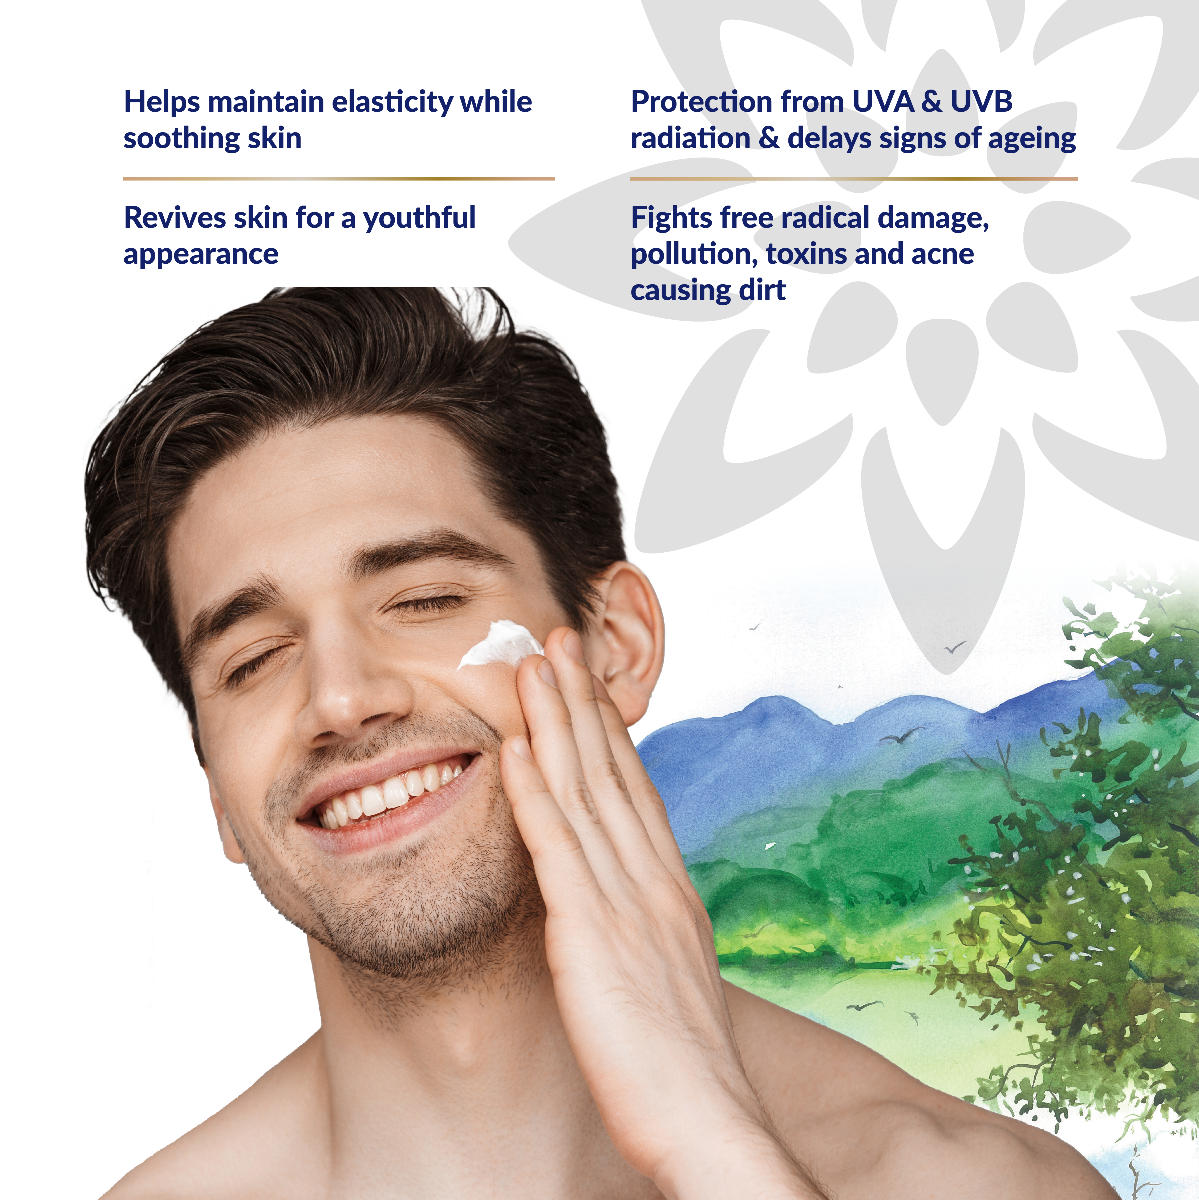 Helps maintain elasticity while
soothing skin
Revives skin for a youthful
appearance
Protection from UVA & UVB
radiation & delays signs of ageing
Fights free radical damage,
pollution, toxins and acne
causing dirt